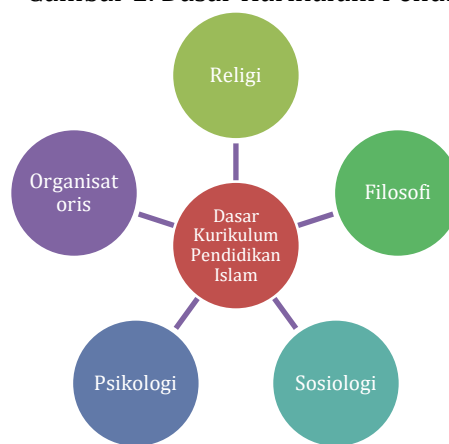 Religi
Organisat
oris
Filosofi
Dasar
Kurikulum
Pendidikan
Islam
Psikologi
Sosiologi